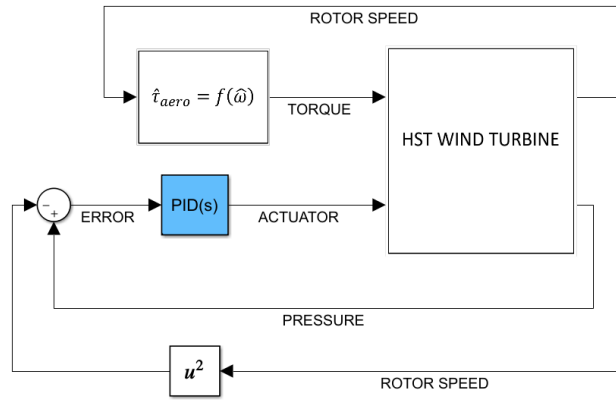 ROTOR SPEED
τ̂_aero = f(ω̂)
TORQUE
HST WIND TURBINE
−
+
ERROR
PID(s)
ACTUATOR
PRESSURE
u²
ROTOR SPEED